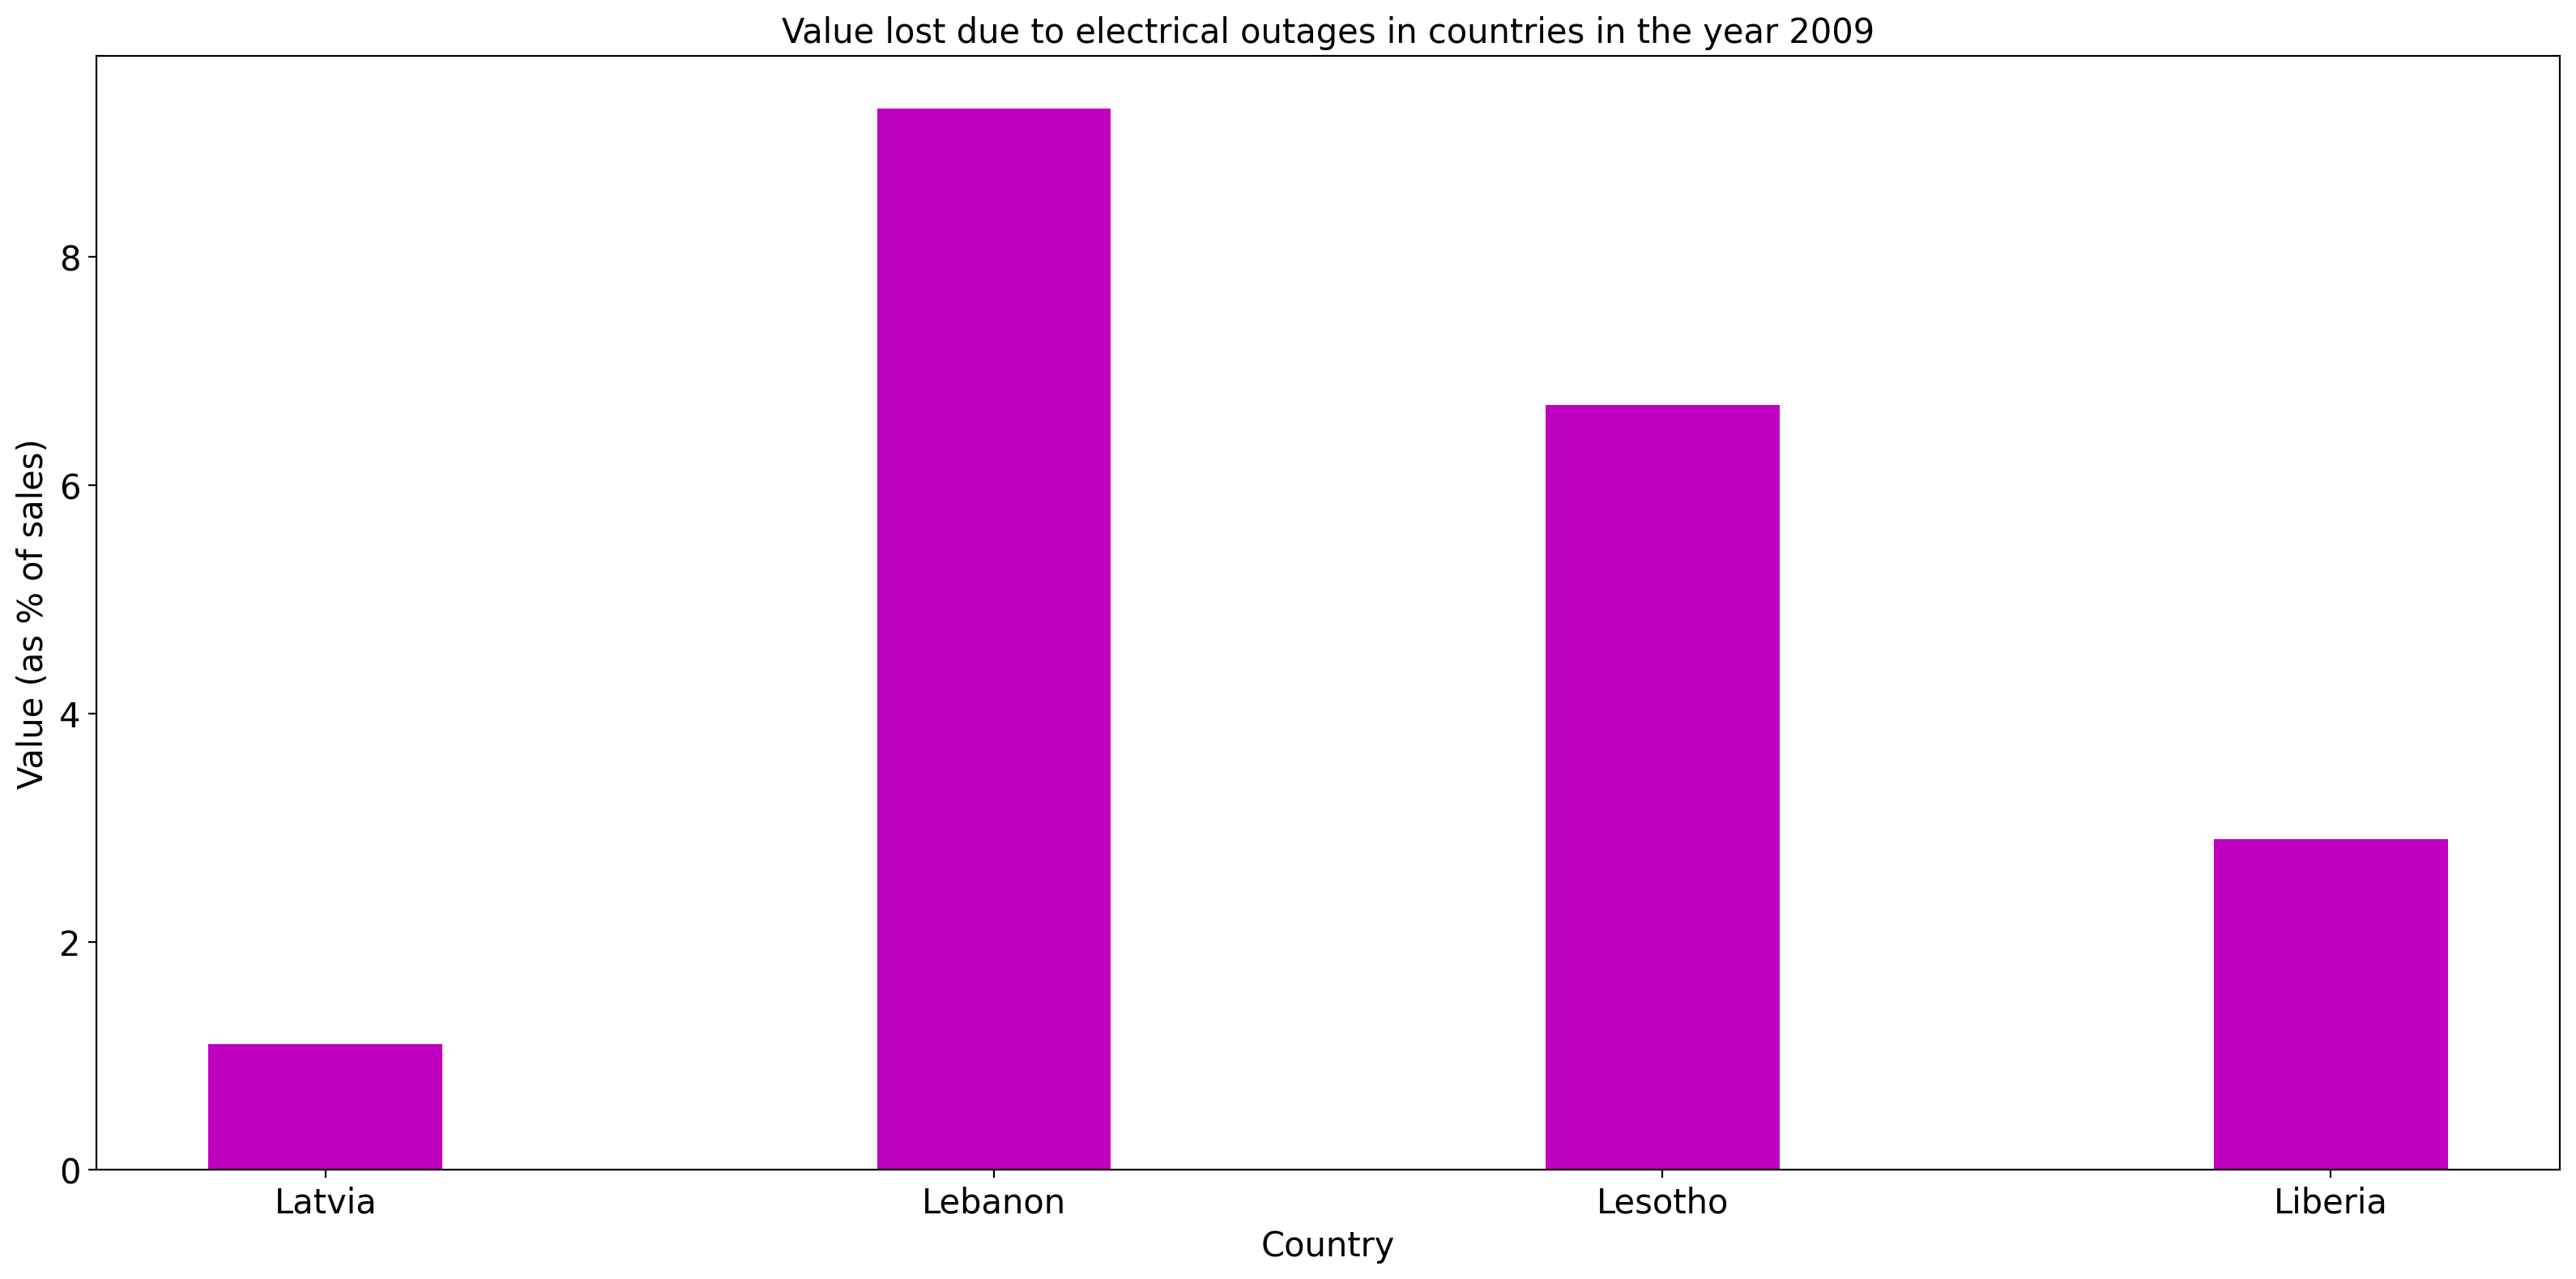 Value lost due to electrical outages in countries in the year 2009
Value (as % of sales)
8
6
4
2
0
Latvia Lebanon Lesotho Liberia
Country